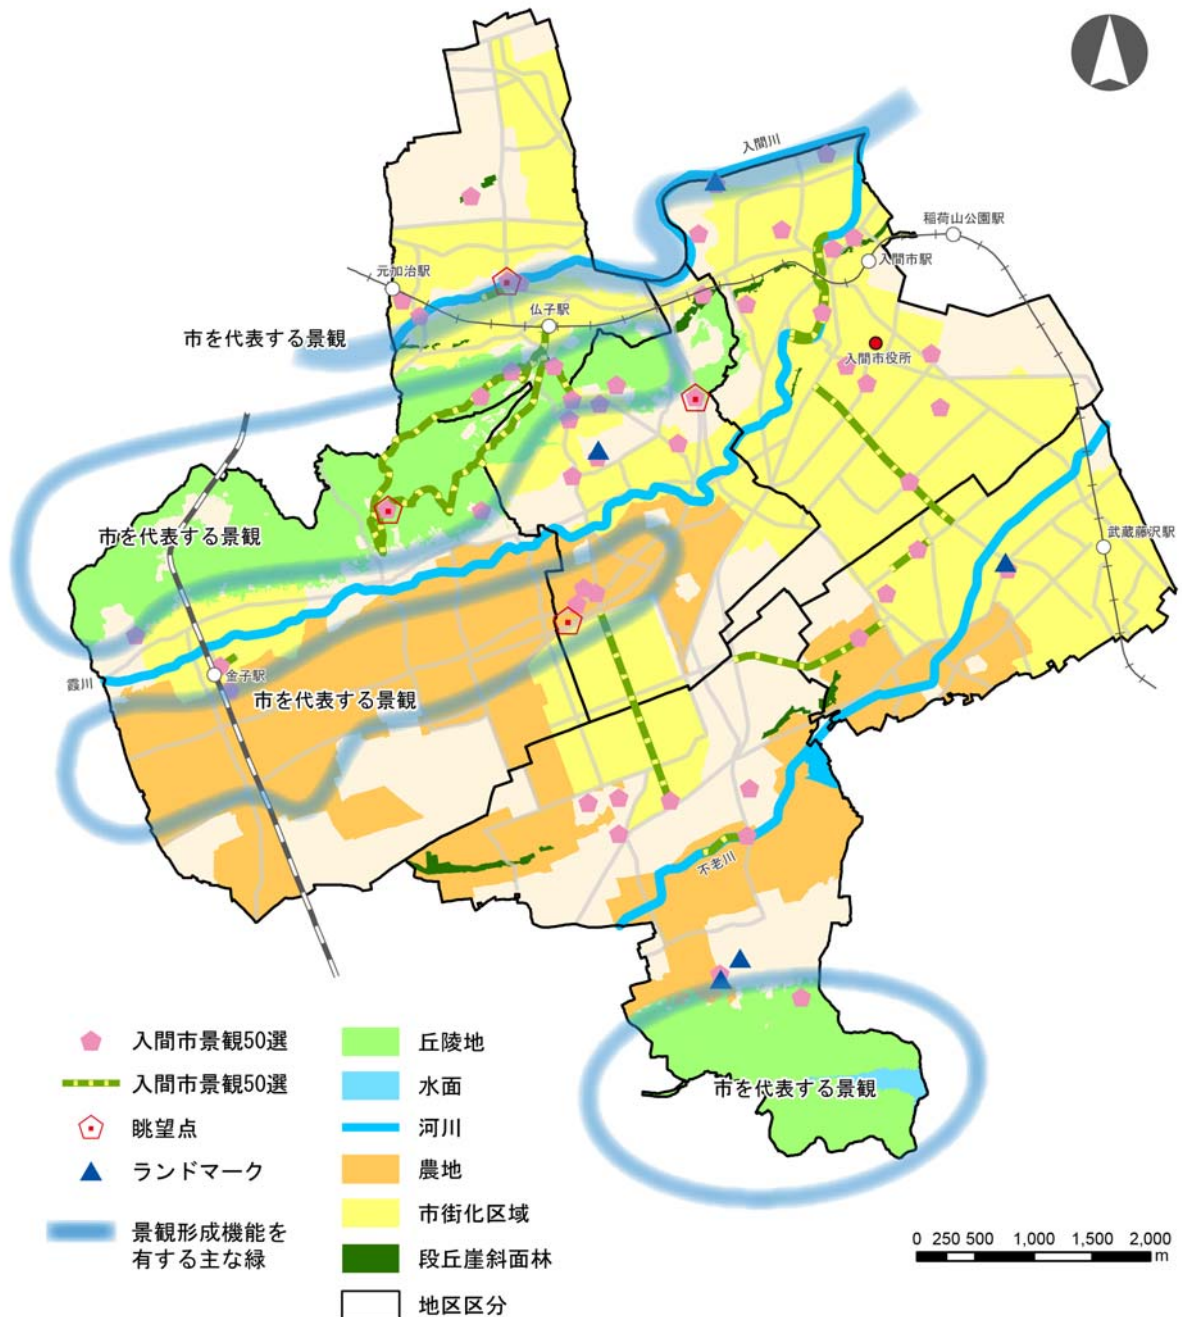 入間川
稲荷山公園駅
入間市駅
元加治駅
仏子駅
市を代表する景観
入間市役所
市を代表する景観
武蔵藤沢駅
霞川
金子駅
市を代表する景観
不老川
市を代表する景観
入間市景観50選
入間市景観50選
眺望点
ランドマーク
景観形成機能を
有する主な緑
丘陵地
水面
河川
農地
市街化区域
段丘崖斜面林
地区区分
0 250 500 1,000 1,500 2,000
m